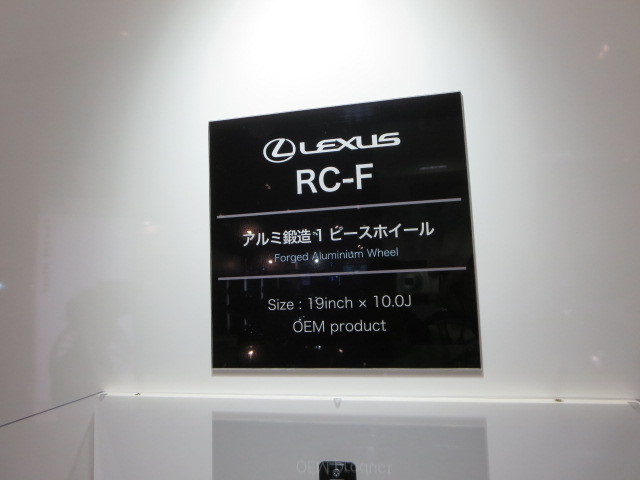 LEXUS
RC-F
アルミ鍛造1ピースホイール
Forged Aluminium Wheel
Size : 19inch × 10.0J
OEM product